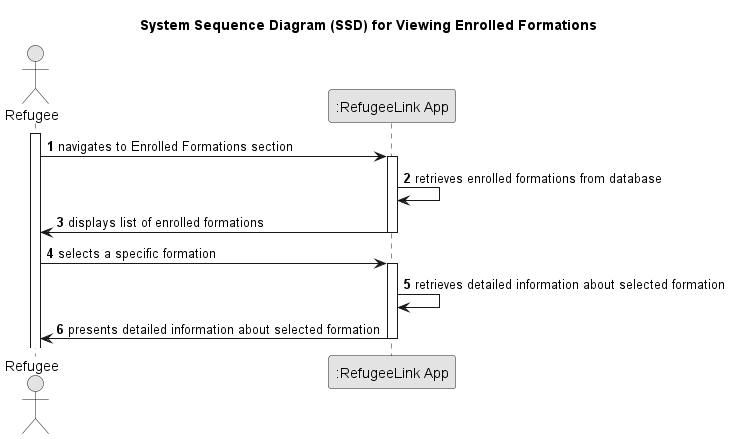 System Sequence Diagram (SSD) for Viewing Enrolled Formations
Refugee
:RefugeeLink App
1 navigates to Enrolled Formations section
2 retrieves enrolled formations from database
3 displays list of enrolled formations
4 selects a specific formation
5 retrieves detailed information about selected formation
6 presents detailed information about selected formation
Refugee
:RefugeeLink App